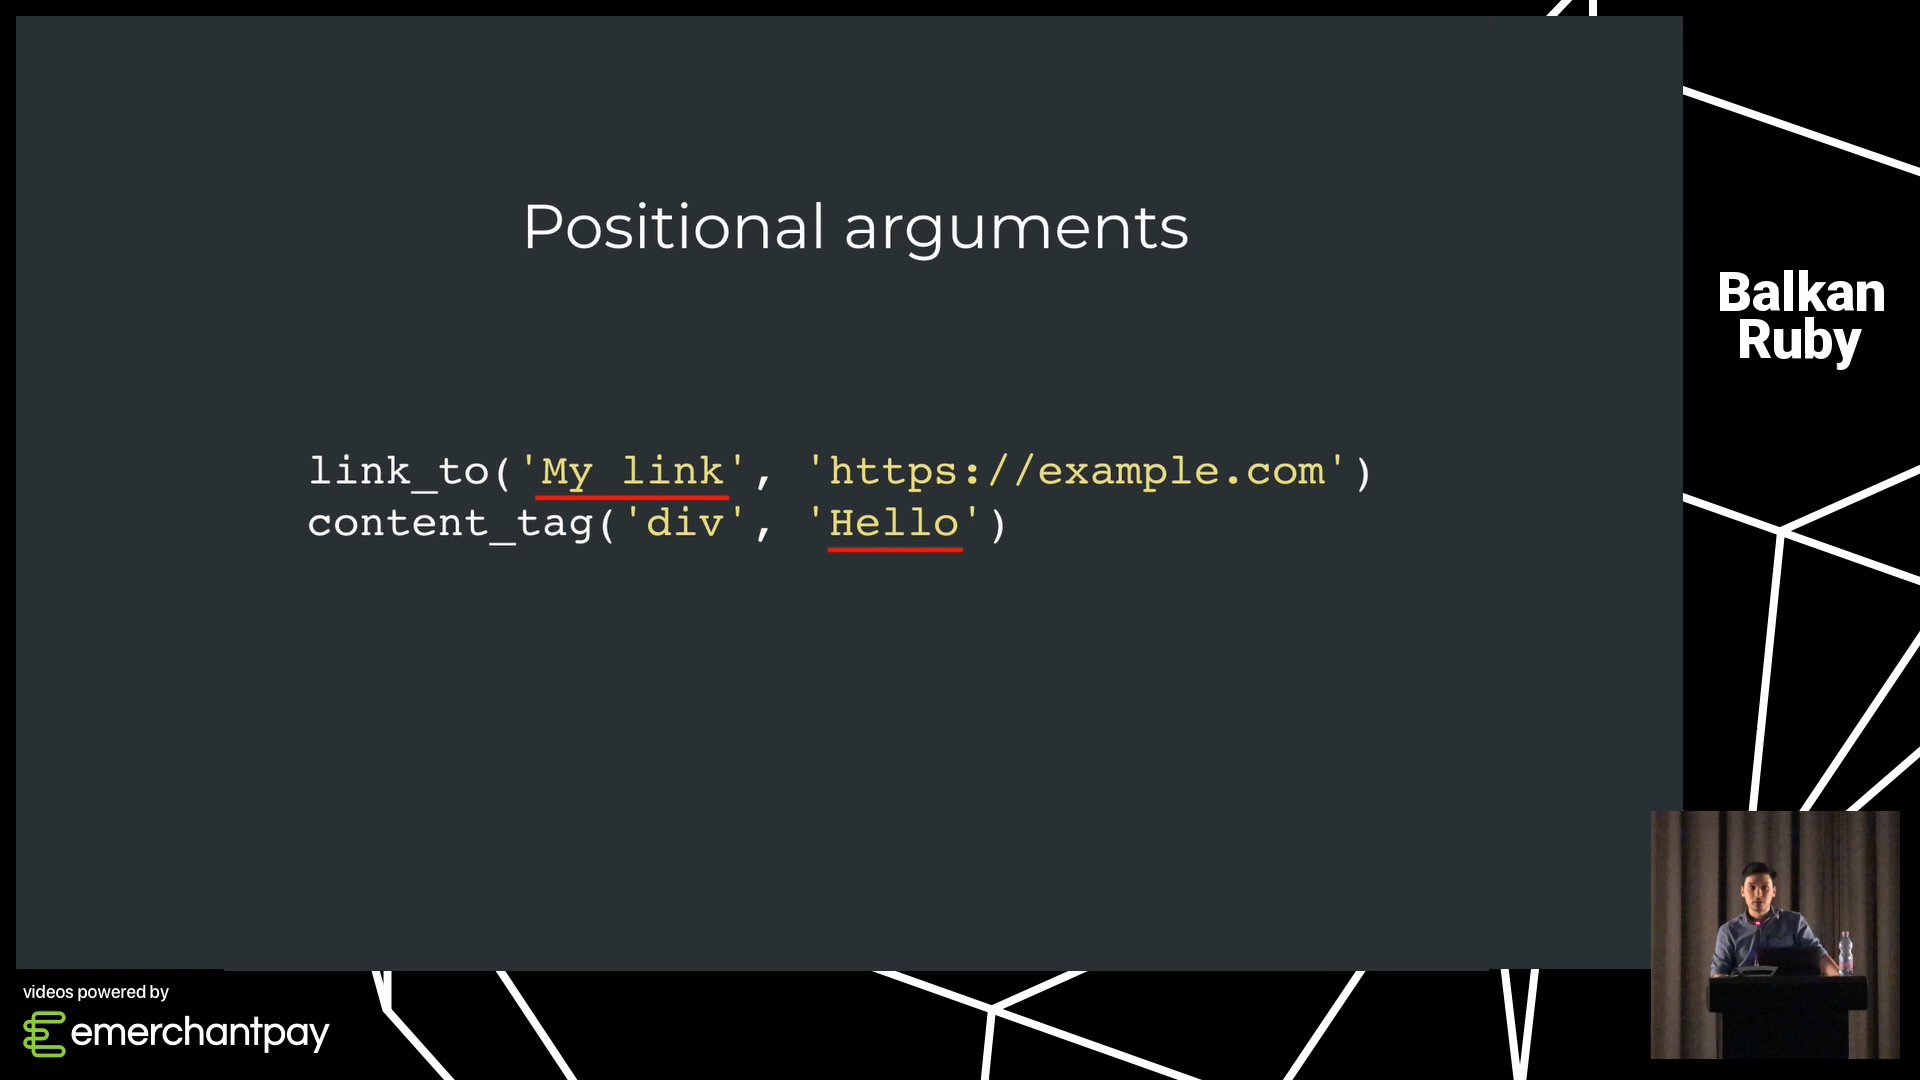 Positional arguments
link_to('My link', 'https://example.com')
content_tag('div', 'Hello')
Balkan
Ruby
videos powered by
emerchantpay